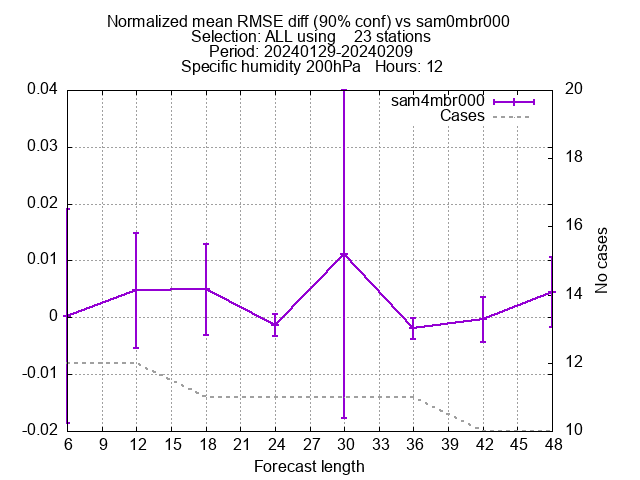 Normalized mean RMSE diff (90% conf) vs sam0mbr000
Selection: ALL using    23 stations
Period: 20240129-20240209
Specific humidity 200hPa   Hours: 12
sam4mbr000
Cases
0.04
0.03
0.02
0.01
0
-0.01
-0.02
20
18
16
14
12
10
No cases
6 9 12 15 18 21 24 27 30 33 36 39 42 45 48
Forecast length